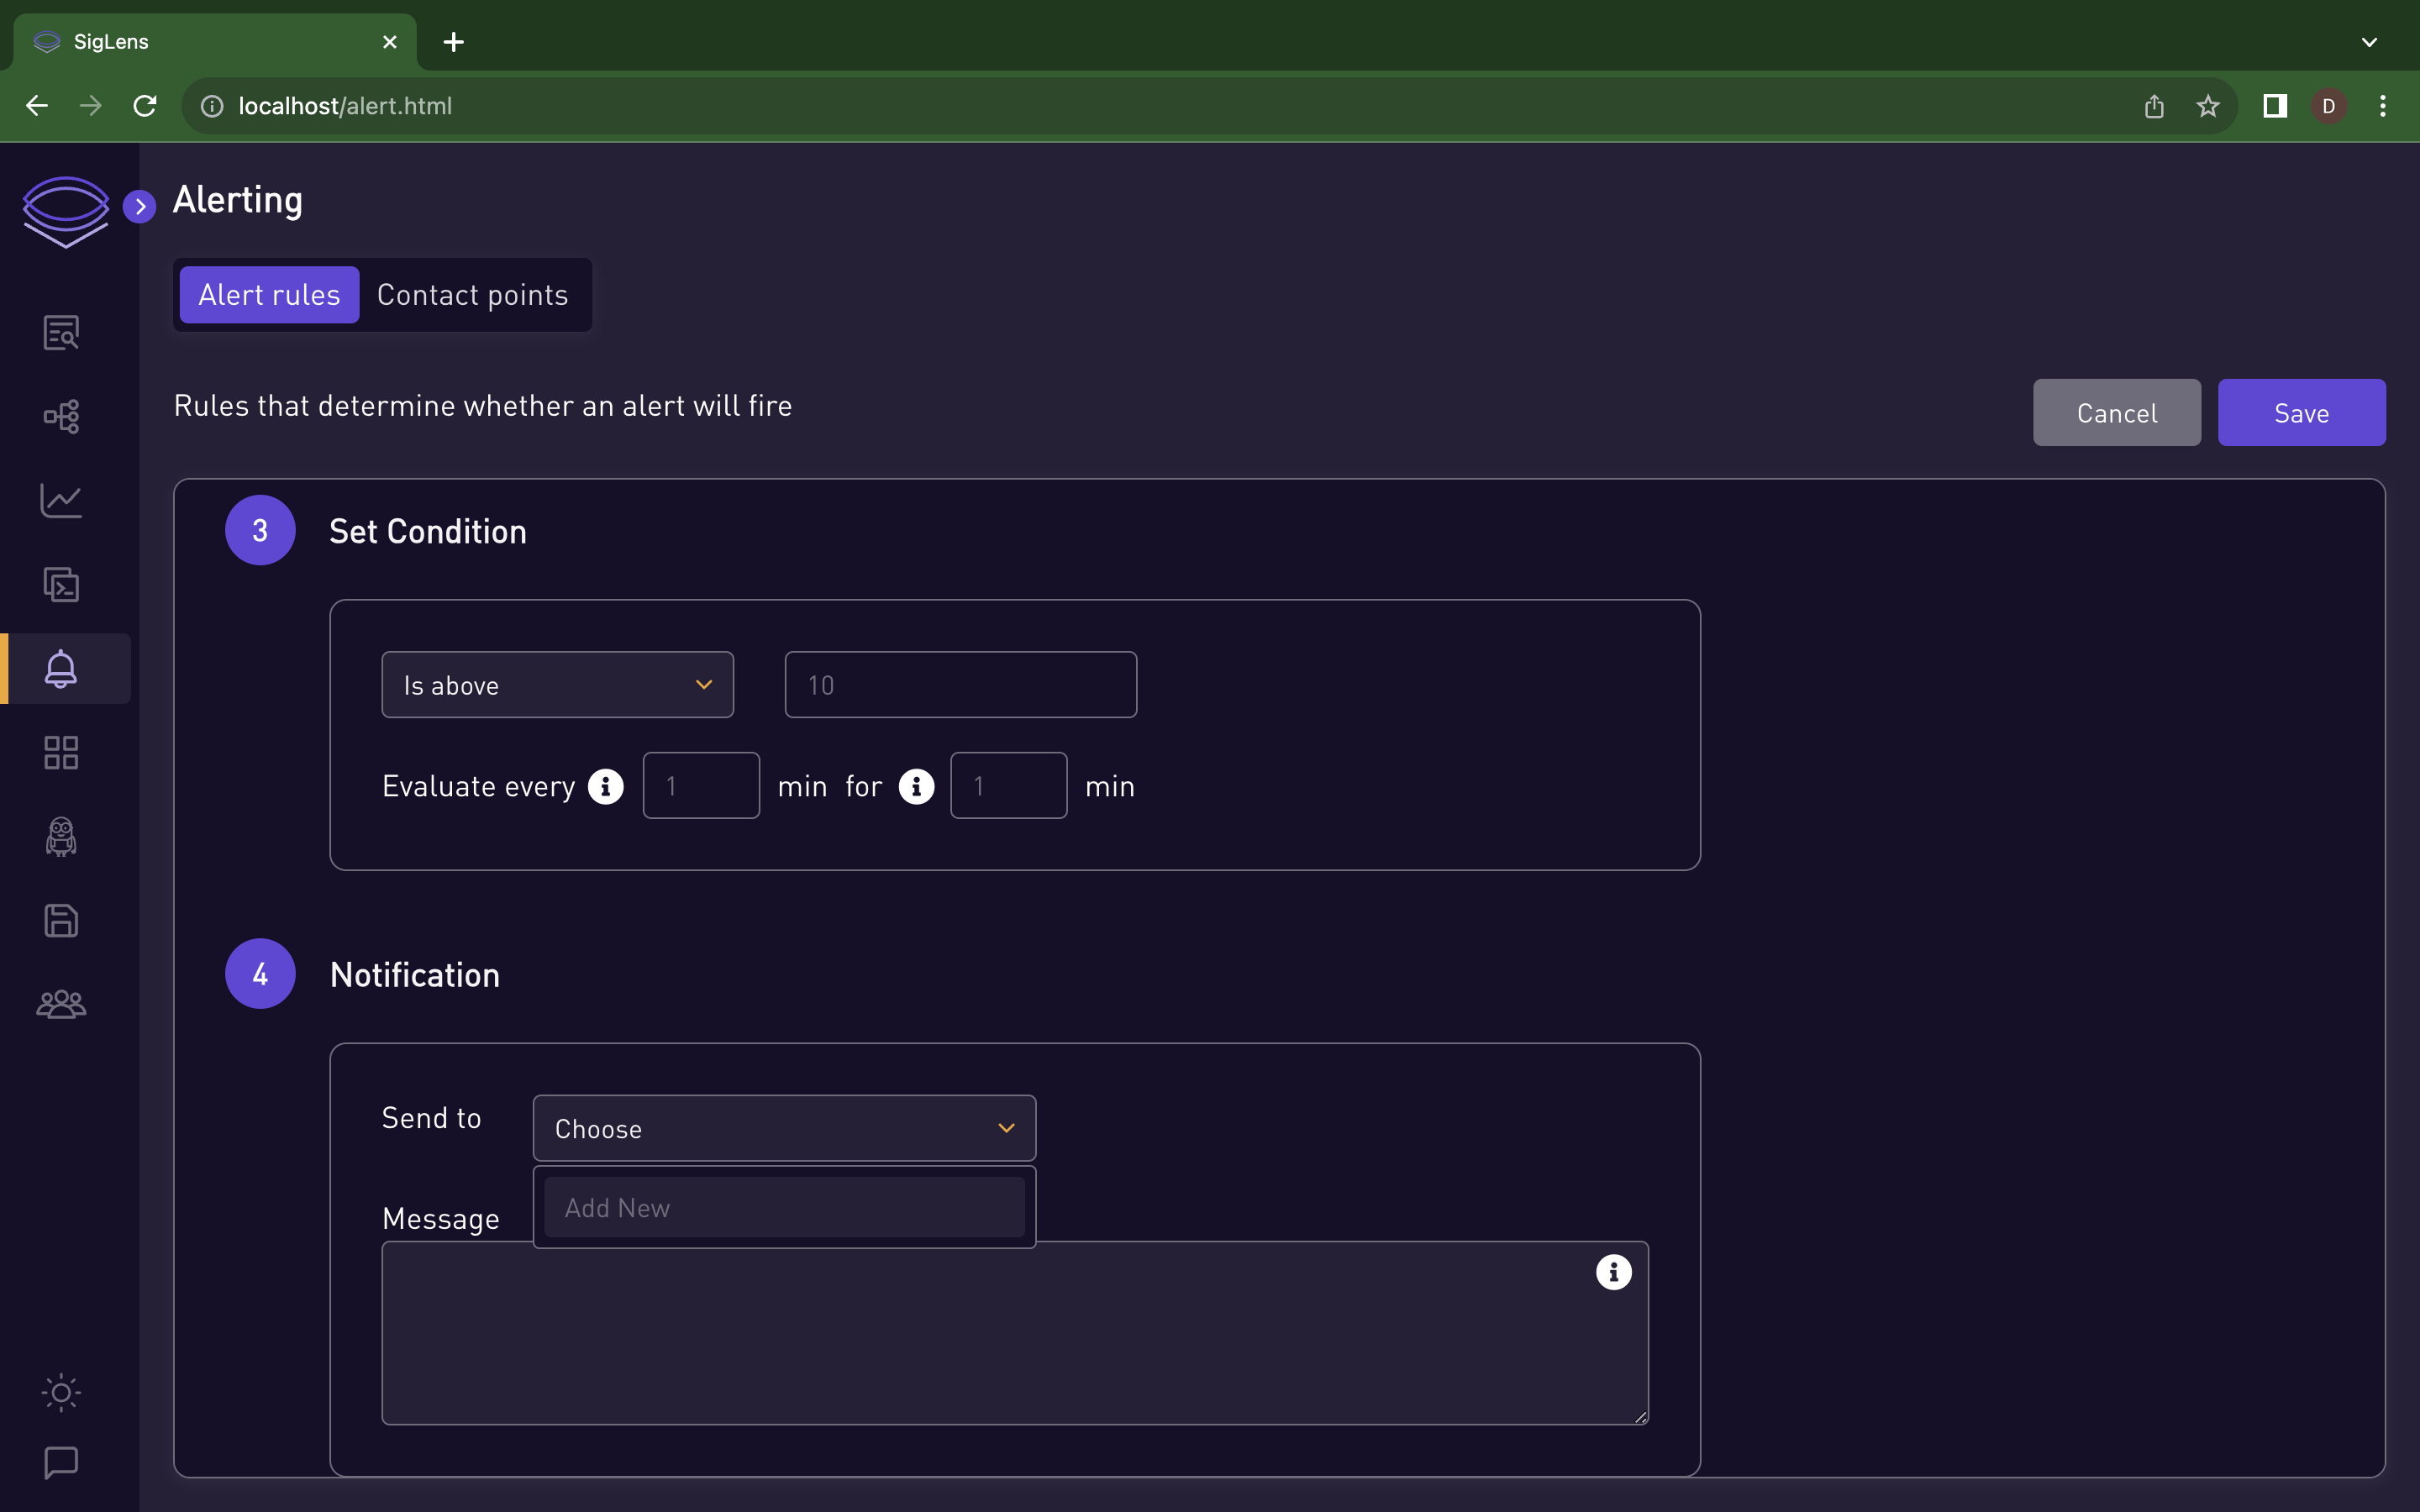 SigLens
localhost/alert.html
D
Alerting
Alert rules Contact points
Rules that determine whether an alert will fire
Cancel Save
3 Set Condition
Is above 10
Evaluate every 1 min for 1 min
4 Notification
Send to Choose
Add New
Message